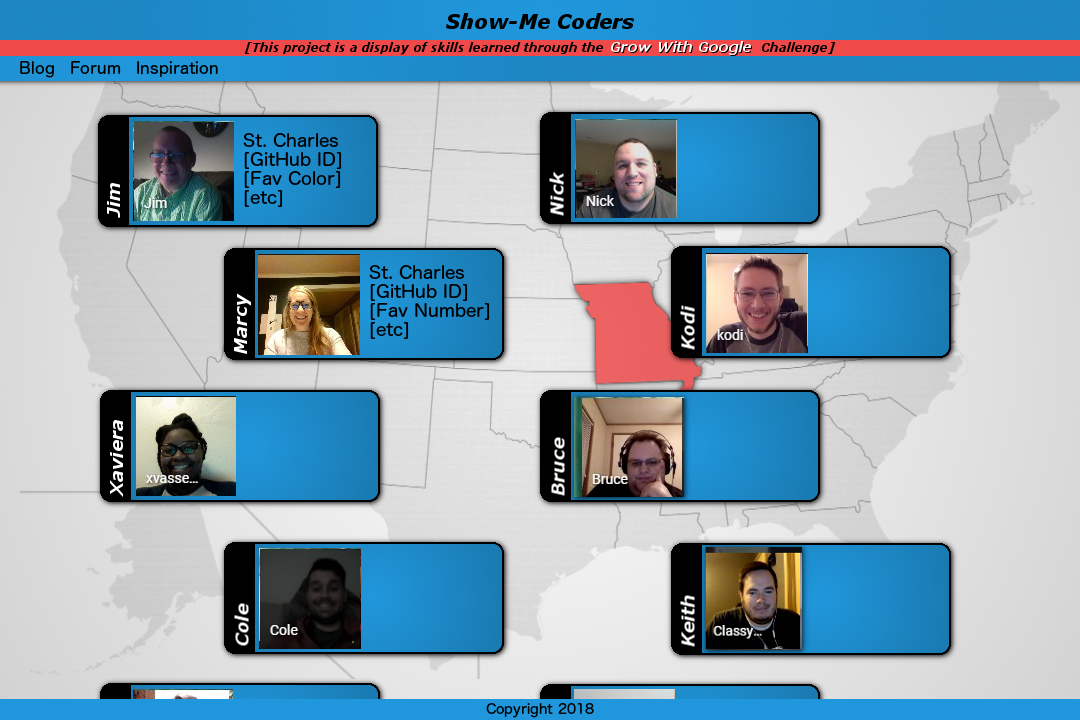 Show-Me Coders
[This project is a display of skills learned through the Grow With Google Challenge]
Blog Forum Inspiration
Jim
Jim
St. Charles
[GitHub ID]
[Fav Color]
[etc]
Nick
Nick
Marcy
St. Charles
[GitHub ID]
[Fav Number]
[etc]
Kodi
kodi
Xaviera
xvasse...
Bruce
Bruce
Cole
Cole
Keith
Classy...
Copyright 2018